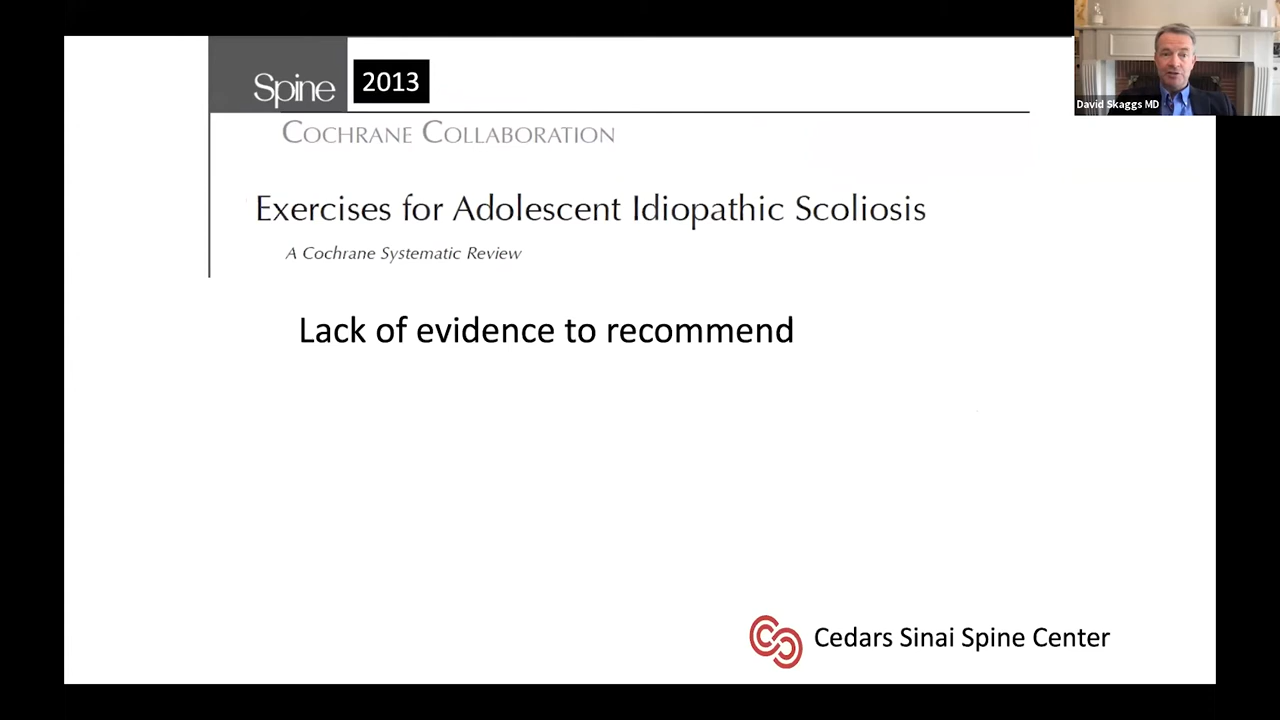 Spine 2013
COCHRANE COLLABORATION
Exercises for Adolescent Idiopathic Scoliosis
A Cochrane Systematic Review
Lack of evidence to recommend
Cedars Sinai Spine Center
David Skaggs MD